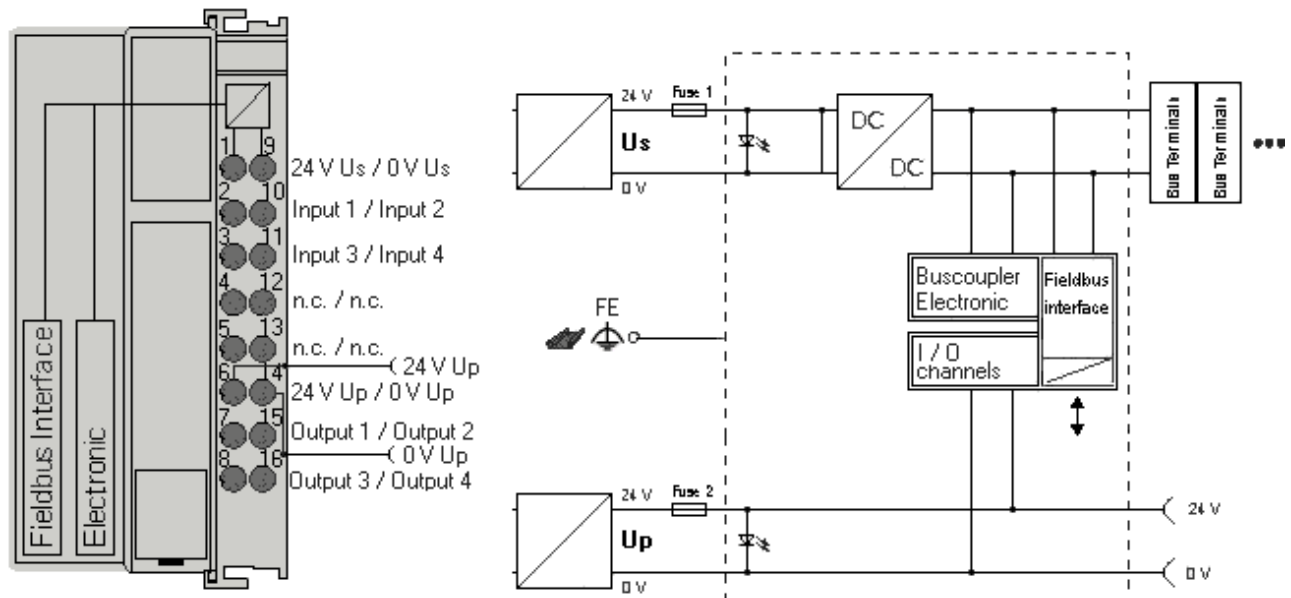 Fieldbus Interface
Electronic
1 9
24 V Us / 0 V Us
2 10
Input 1 / Input 2
3 11
Input 3 / Input 4
4 12
n.c. / n.c.
5 13
n.c. / n.c.
24 V Up
6 14
24 V Up / 0 V Up
7 15
Output 1 / Output 2
0 V Up
8 16
Output 3 / Output 4
24 V
Fuse 1
Us
0 V
DC
DC
Bus Terminals
Bus Terminals
Buscoupler
Electronic
Fieldbus
interface
I / O
channels
FE
24 V
Fuse 2
Up
0 V
24 V
0 V